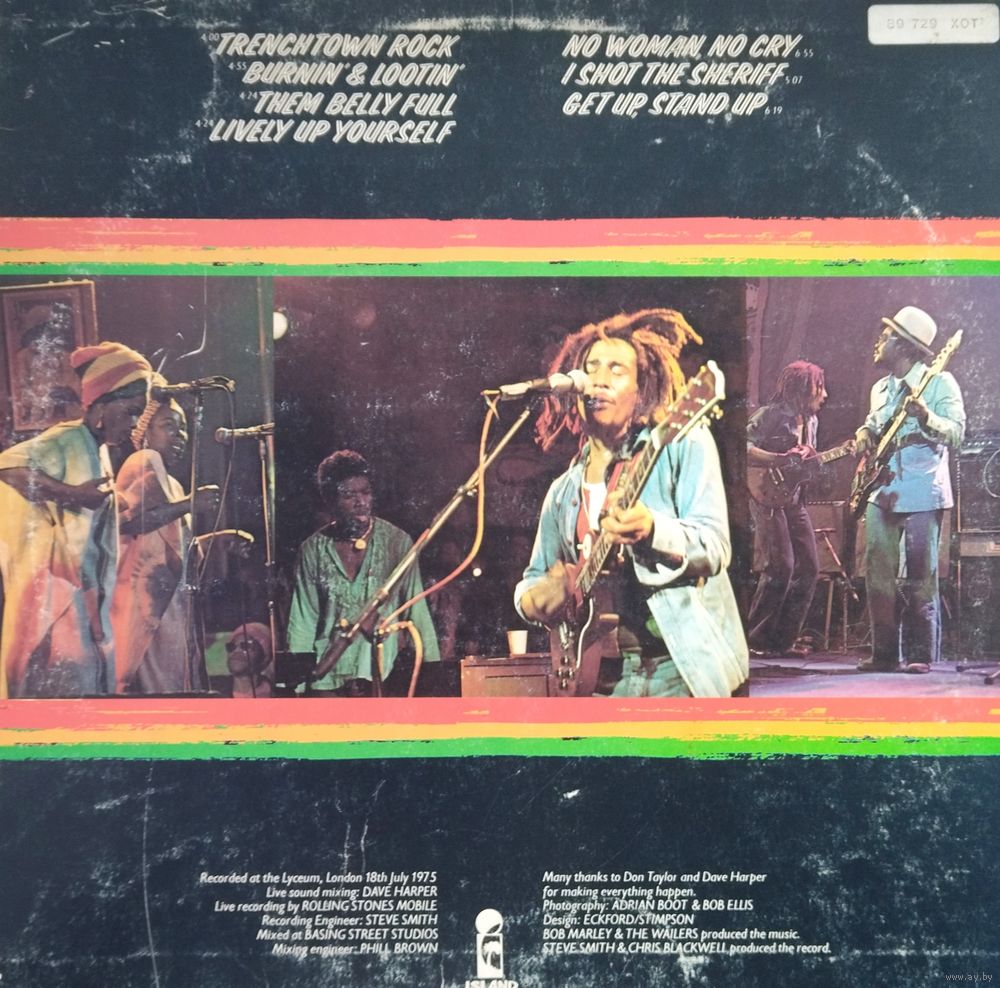 SIDE TWO
4:00 TRENCHTOWN ROCK
4:55 BURNIN' & LOOTIN'
4:24 THEM BELLY FULL
4:24 LIVELY UP YOURSELF
NO WOMAN, NO CRY 6:55
I SHOT THE SHERIFF 5:07
GET UP, STAND UP 6:19
89 729 XOT
Recorded at the Lyceum, London 18th July 1975
Live sound mixing: DAVE HARPER
Live recording by ROLLING STONES MOBILE
Recording Engineer: STEVE SMITH
Mixed at BASING STREET STUDIOS
Mixing engineer: PHILL BROWN
Many thanks to Don Taylor and Dave Harper
for making everything happen.
Photography: ADRIAN BOOT & BOB ELLIS
Design: ECKFORD/STIMPSON
BOB MARLEY & THE WAILERS produced the music.
STEVE SMITH & CHRIS BLACKWELL produced the record.
ISLAND
www.ay.by